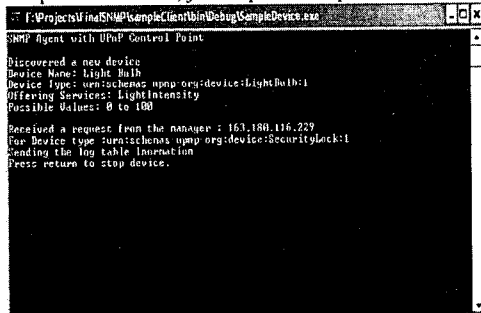 F:\Projects\FinalSNMP\sampleClient\bin\Debug\SampleDevice.exe
SNMP Agent with UPnP Control Point
Discovered a new device
Device Name: Light Bulb
Device Type: urn:schemas-upnp-org:device:LightBulb:1
Offering Services: LightIntensity
Possible Values: 0 to 100
Received a request from the manager : 163.180.116.229
For Device type :urn:schemas-upnp-org:device:SecurityLock:1
Sending the log table Inormation
Press return to stop device.